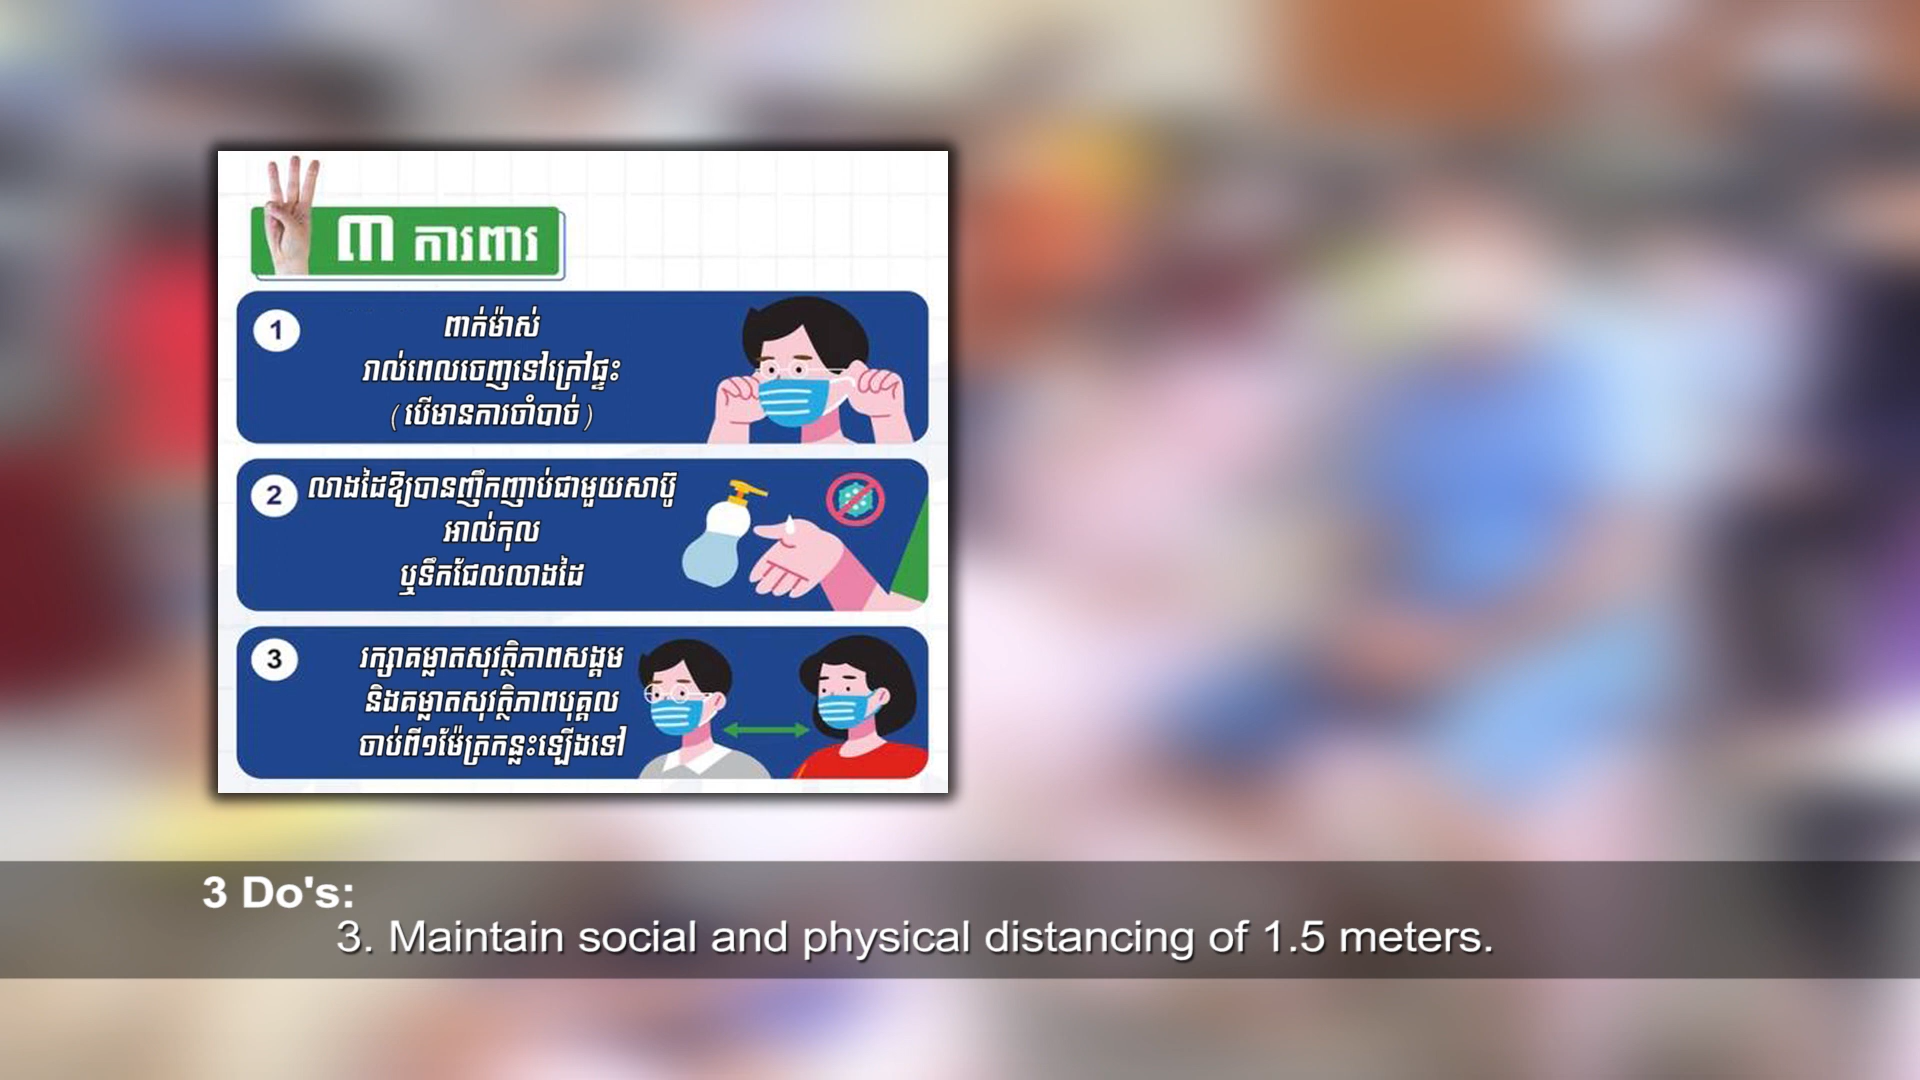 ៣ ការពារ
1
ពាក់ម៉ាស់
រាល់ពេលចេញទៅក្រៅផ្ទះ
(បើមានការចាំបាច់)
2
លាងដៃឱ្យបានញឹកញាប់ជាមួយសាប៊ូ
អាល់កុល
ឬទឹកជែលលាងដៃ
3
រក្សាគម្លាតសុវត្ថិភាពសង្គម
និងគម្លាតសុវត្ថិភាពបុគ្គល
ចាប់ពី១ម៉ែត្រកន្លះឡើងទៅ
3 Do's:
3. Maintain social and physical distancing of 1.5 meters.